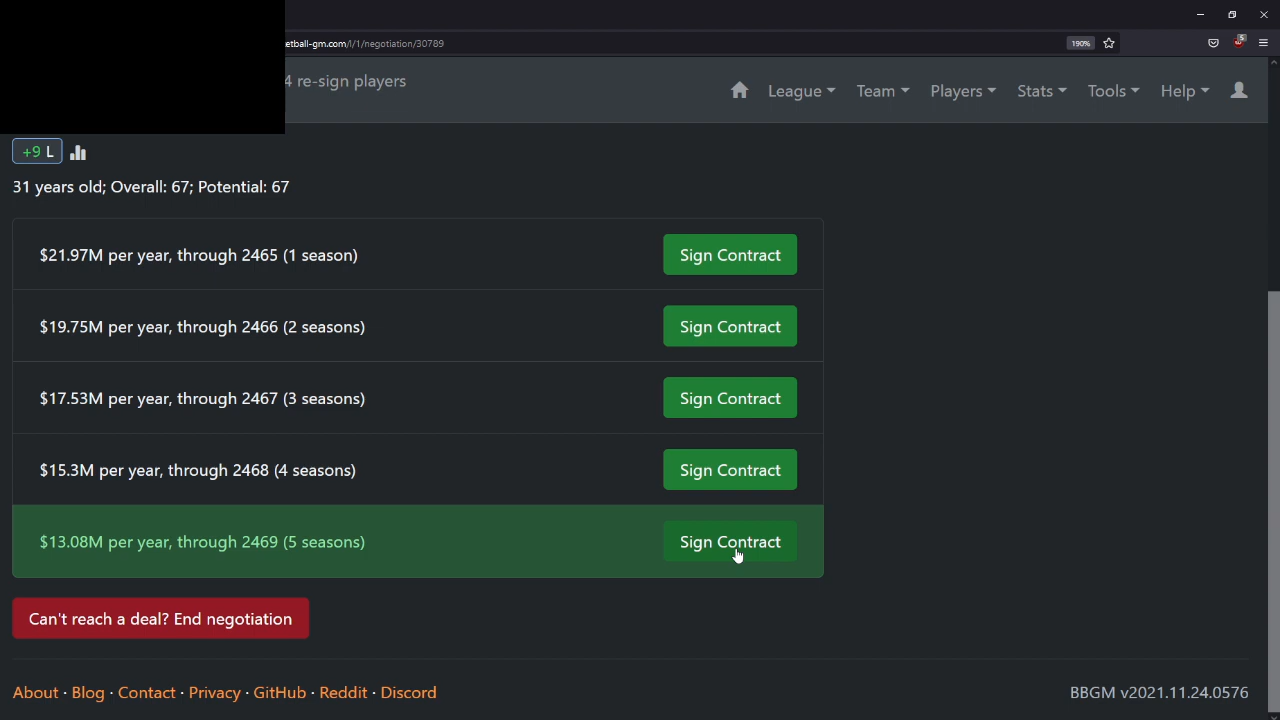 etball-gm.com/l/1/negotiation/30789
190%
5
4 re-sign players
League
Team
Players
Stats
Tools
Help
+9 L
31 years old; Overall: 67; Potential: 67
$21.97M per year, through 2465 (1 season)
Sign Contract
$19.75M per year, through 2466 (2 seasons)
Sign Contract
$17.53M per year, through 2467 (3 seasons)
Sign Contract
$15.3M per year, through 2468 (4 seasons)
Sign Contract
$13.08M per year, through 2469 (5 seasons)
Sign Contract
Can't reach a deal? End negotiation
About · Blog · Contact · Privacy · GitHub · Reddit · Discord
BBGM v2021.11.24.0576